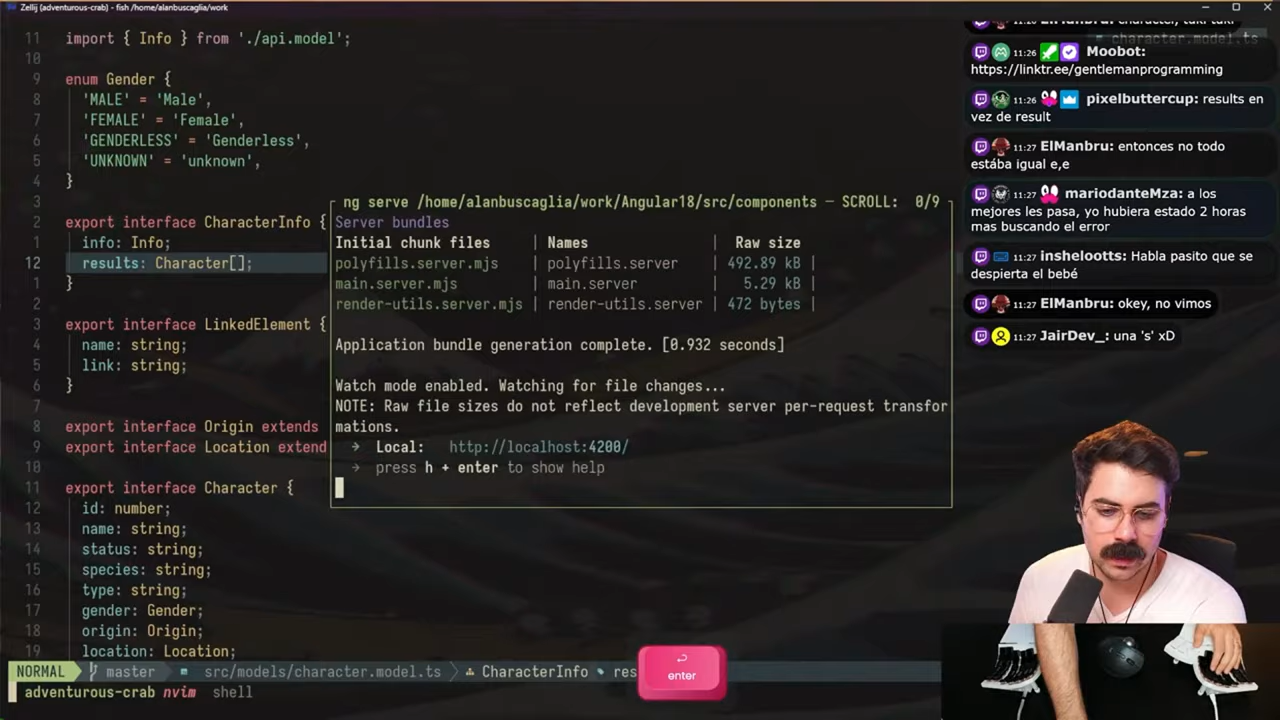 Zellij (adventurous-crab) - fish /home/alanbuscaglia/work
11 import { Info } from './api.model';
10
9 enum Gender {
8 'MALE' = 'Male',
7 'FEMALE' = 'Female',
6 'GENDERLESS' = 'Genderless',
5 'UNKNOWN' = 'unknown',
4 }
3
2 export interface CharacterInfo {
1 info: Info;
12 results: Character[];
1 }
2
3 export interface LinkedElement {
4 name: string;
5 link: string;
6 }
7
8 export interface Origin extends
9 export interface Location extend
10
11 export interface Character {
12 id: number;
13 name: string;
14 status: string;
15 species: string;
16 type: string;
17 gender: Gender;
18 origin: Origin;
19 location: Location;
NORMAL master src/models/character.model.ts CharacterInfo res
adventurous-crab nvim shell
ng serve /home/alanbuscaglia/work/Angular18/src/components — SCROLL: 0/9
Server bundles
Initial chunk files | Names | Raw size
polyfills.server.mjs | polyfills.server | 492.89 kB |
main.server.mjs | main.server | 5.29 kB |
render-utils.server.mjs | render-utils.server | 472 bytes |
Application bundle generation complete. [0.932 seconds]
Watch mode enabled. Watching for file changes...
NOTE: Raw file sizes do not reflect development server per-request transfor
mations.
➜ Local: http://localhost:4200/
➜ press h + enter to show help
enter
character.model.ts
11:26 Moobot:
https://linktr.ee/gentlemanprogramming
11:26 pixelbuttercup: results en
vez de result
11:27 ElManbru: entonces no todo
estába igual e,e
11:27 mariodanteMza: a los
mejores les pasa, yo hubiera estado 2 horas
mas buscando el error
11:27 inshelootts: Habla pasito que se
despierta el bebé
11:27 ElManbru: okey, no vimos
11:27 JairDev_: una 's' xD